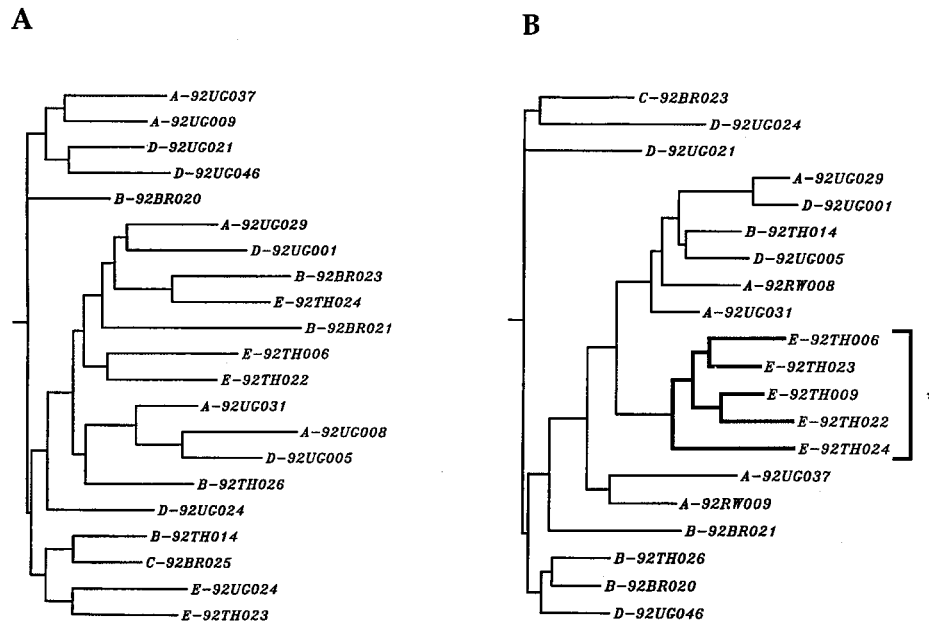 A
A-92UG037
A-92UG009
D-92UG021
D-92UG046
B-92BR020
A-92UG029
D-92UG001
B-92BR023
E-92TH024
B-92BR021
E-92TH006
E-92TH022
A-92UG031
A-92UG008
D-92UG005
B-92TH026
D-92UG024
B-92TH014
C-92BR025
E-92UG024
E-92TH023
B
C-92BR023
D-92UG024
D-92UG021
A-92UG029
D-92UG001
B-92TH014
D-92UG005
A-92RW008
A-92UG031
E-92TH006
E-92TH023
E-92TH009
E-92TH022
E-92TH024
A-92UG037
A-92RW009
B-92BR021
B-92TH026
B-92BR020
D-92UG046